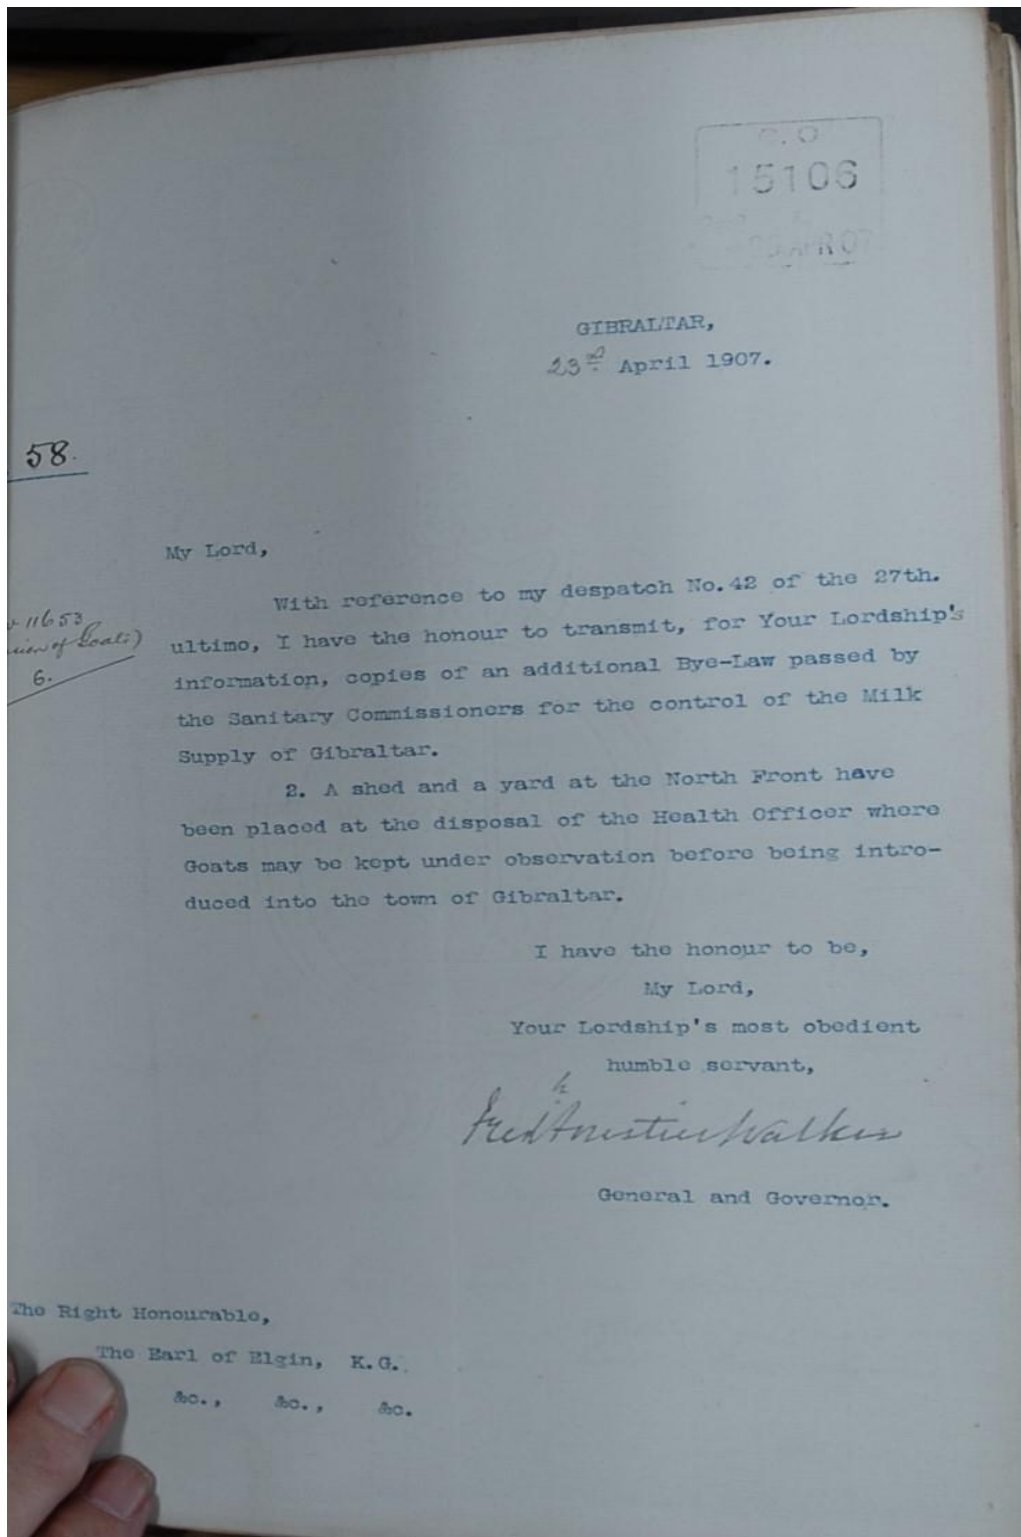 C.O
15106
APR 07
GIBRALTAR,
23rd April 1907.
58.
My Lord,
With reference to my despatch No.42 of the 27th.
11653
of Goats)
6.
ultimo, I have the honour to transmit, for Your Lordship's
information, copies of an additional Bye-Law passed by
the Sanitary Commissioners for the control of the Milk
Supply of Gibraltar.
2. A shed and a yard at the North Front have
been placed at the disposal of the Health Officer where
Goats may be kept under observation before being intro-
duced into the town of Gibraltar.
I have the honour to be,
My Lord,
Your Lordship's most obedient
humble servant,
Fred Forestier Walker
General and Governor.
The Right Honourable,
The Earl of Elgin, K.G.
&c., &c., &c.